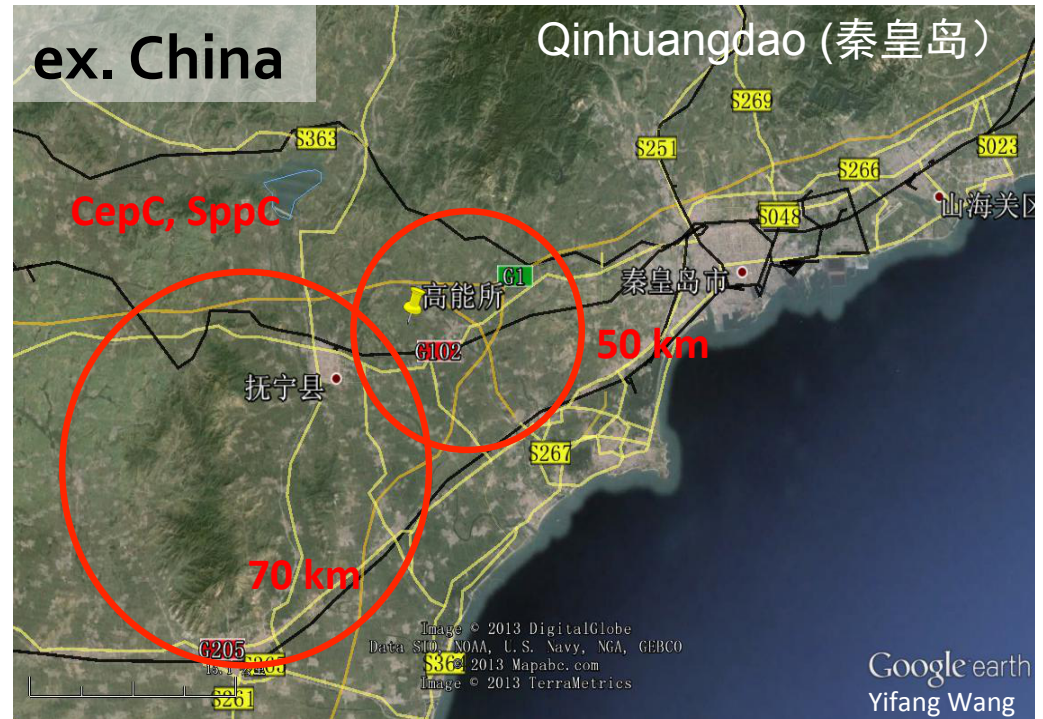 ex. China
Qinhuangdao (秦皇岛）
S269
S363
S251
S023
S266
CepC, SppC
S048
山海关区
G1
秦皇岛市
高能所
G102
50 km
抚宁县
S267
70 km
Image © 2013 DigitalGlobe
Data SIO, NOAA, U.S. Navy, NGA, GEBCO
© 2013 Mapabc.com
Image © 2013 TerraMetrics
G205
S261
Google earth
Yifang Wang